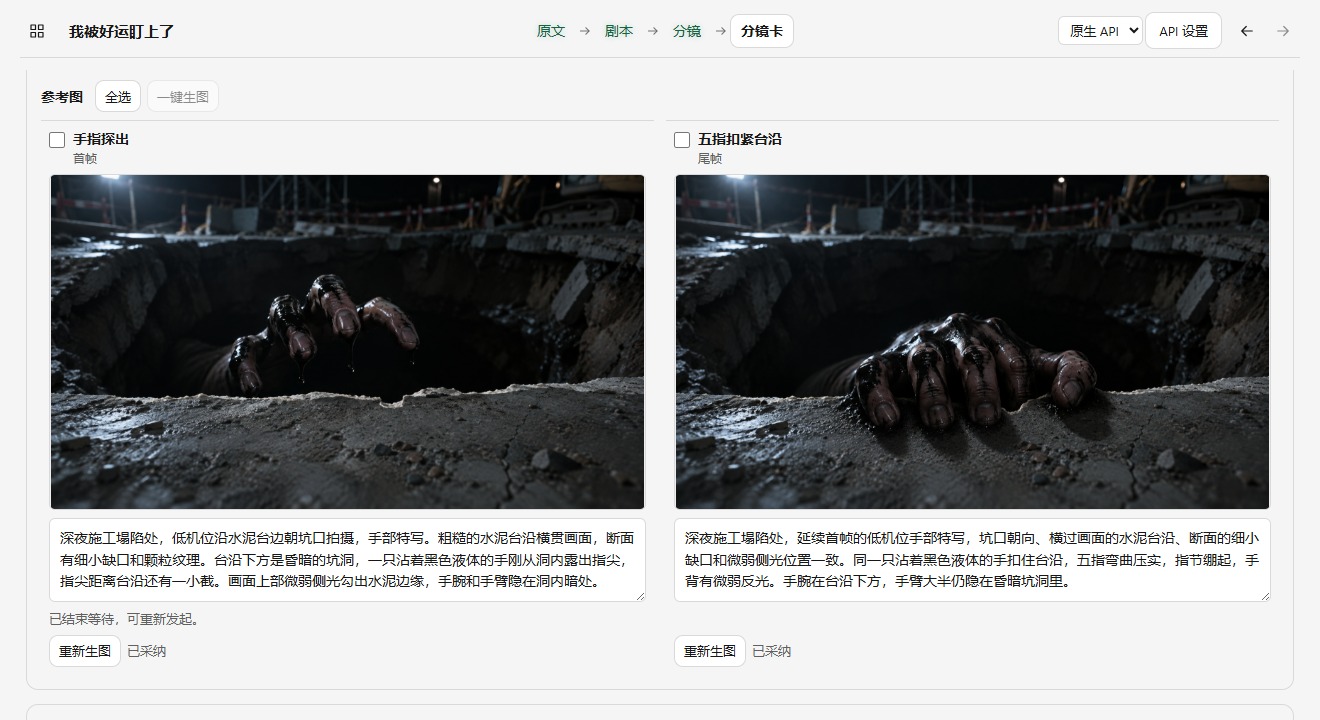 我被好运盯上了
原文 → 剧本 → 分镜 → 分镜卡
原生 API
API 设置
参考图
全选
一键生图
手指探出
首帧
深夜施工塌陷处，低机位沿水泥台边朝坑口拍摄，手部特写。粗糙的水泥台沿横贯画面，断面
有细小缺口和颗粒纹理。台沿下方是昏暗的坑洞，一只沾着黑色液体的手刚从洞内露出指尖，
指尖距离台沿还有一小截。画面上部微弱侧光勾出水泥边缘，手腕和手臂隐在洞内暗处。
已结束等待，可重新发起。
重新生图
已采纳
五指扣紧台沿
尾帧
深夜施工塌陷处，延续首帧的低机位手部特写，坑口朝向、横过画面的水泥台沿、断面的细小
缺口和微弱侧光位置一致。同一只沾着黑色液体的手扣住台沿，五指弯曲压实，指节绷起，手
背有微弱反光。手腕在台沿下方，手臂大半仍隐在昏暗坑洞里。
重新生图
已采纳